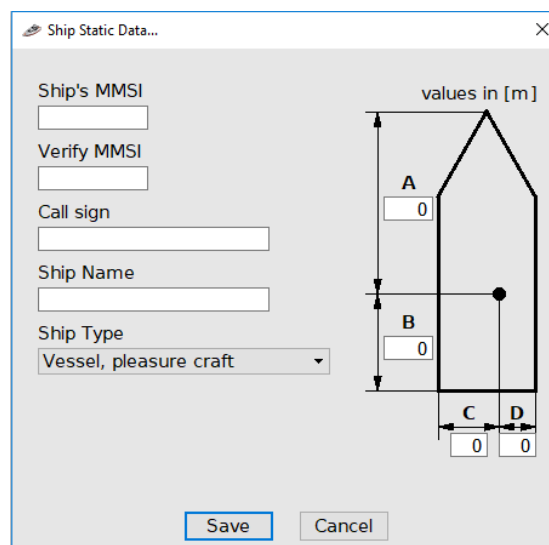 Ship Static Data...
Ship's MMSI
Verify MMSI
Call sign
Ship Name
Ship Type
Vessel, pleasure craft
values in [m]
A
0
B
0
C D
0 0
Save Cancel